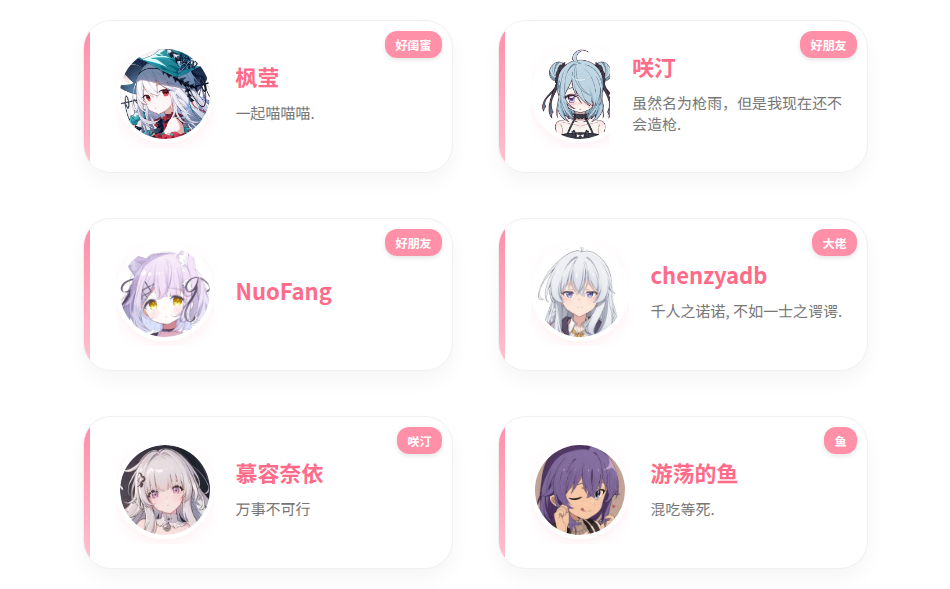 好闺蜜
枫莹
一起喵喵喵.
好朋友
咲汀
虽然名为枪雨，但是我现在还不
会造枪.
好朋友
NuoFang
大佬
chenzyadb
千人之诺诺, 不如一士之谔谔.
咲汀
慕容奈依
万事不可行
鱼
游荡的鱼
混吃等死.